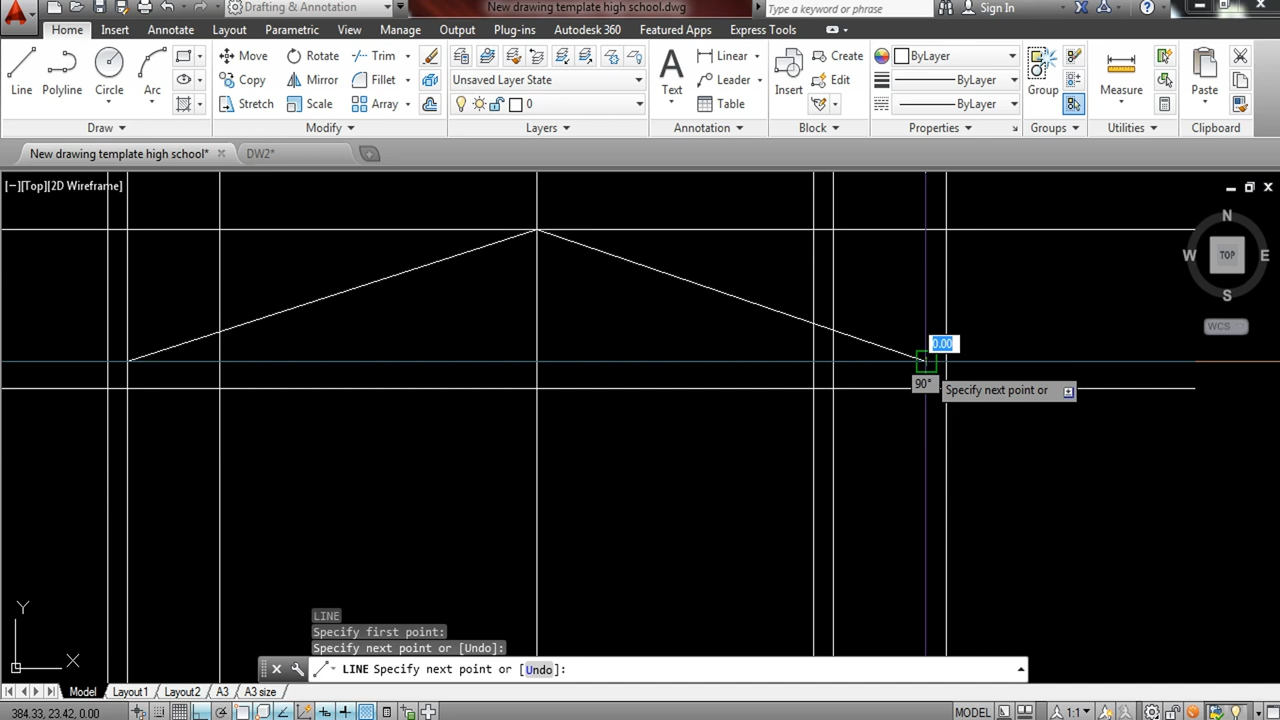 Drafting & Annotation
New drawing template high school.dwg
Type a keyword or phrase
Sign In
Home Insert Annotate Layout Parametric View Manage Output Plug-ins Autodesk 360 Featured Apps Express Tools
Line Polyline Circle Arc
Move Rotate Trim
Copy Mirror Fillet
Stretch Scale Array
Unsaved Layer State
0
Text
Linear
Leader
Table
Insert
Create
Edit
ByLayer
ByLayer
ByLayer
Group
Measure
Paste
Draw Modify Layers Annotation Block Properties Groups Utilities Clipboard
New drawing template high school* DW2*
[−][Top][2D Wireframe]
N
W TOP E
S
WCS
0.00
90°
Specify next point or
Y
X
LINE
Specify first point:
Specify next point or [Undo]:
LINE Specify next point or [Undo]:
Model Layout1 Layout2 A3 A3 size
384.33, 23.42, 0.00
MODEL
1:1